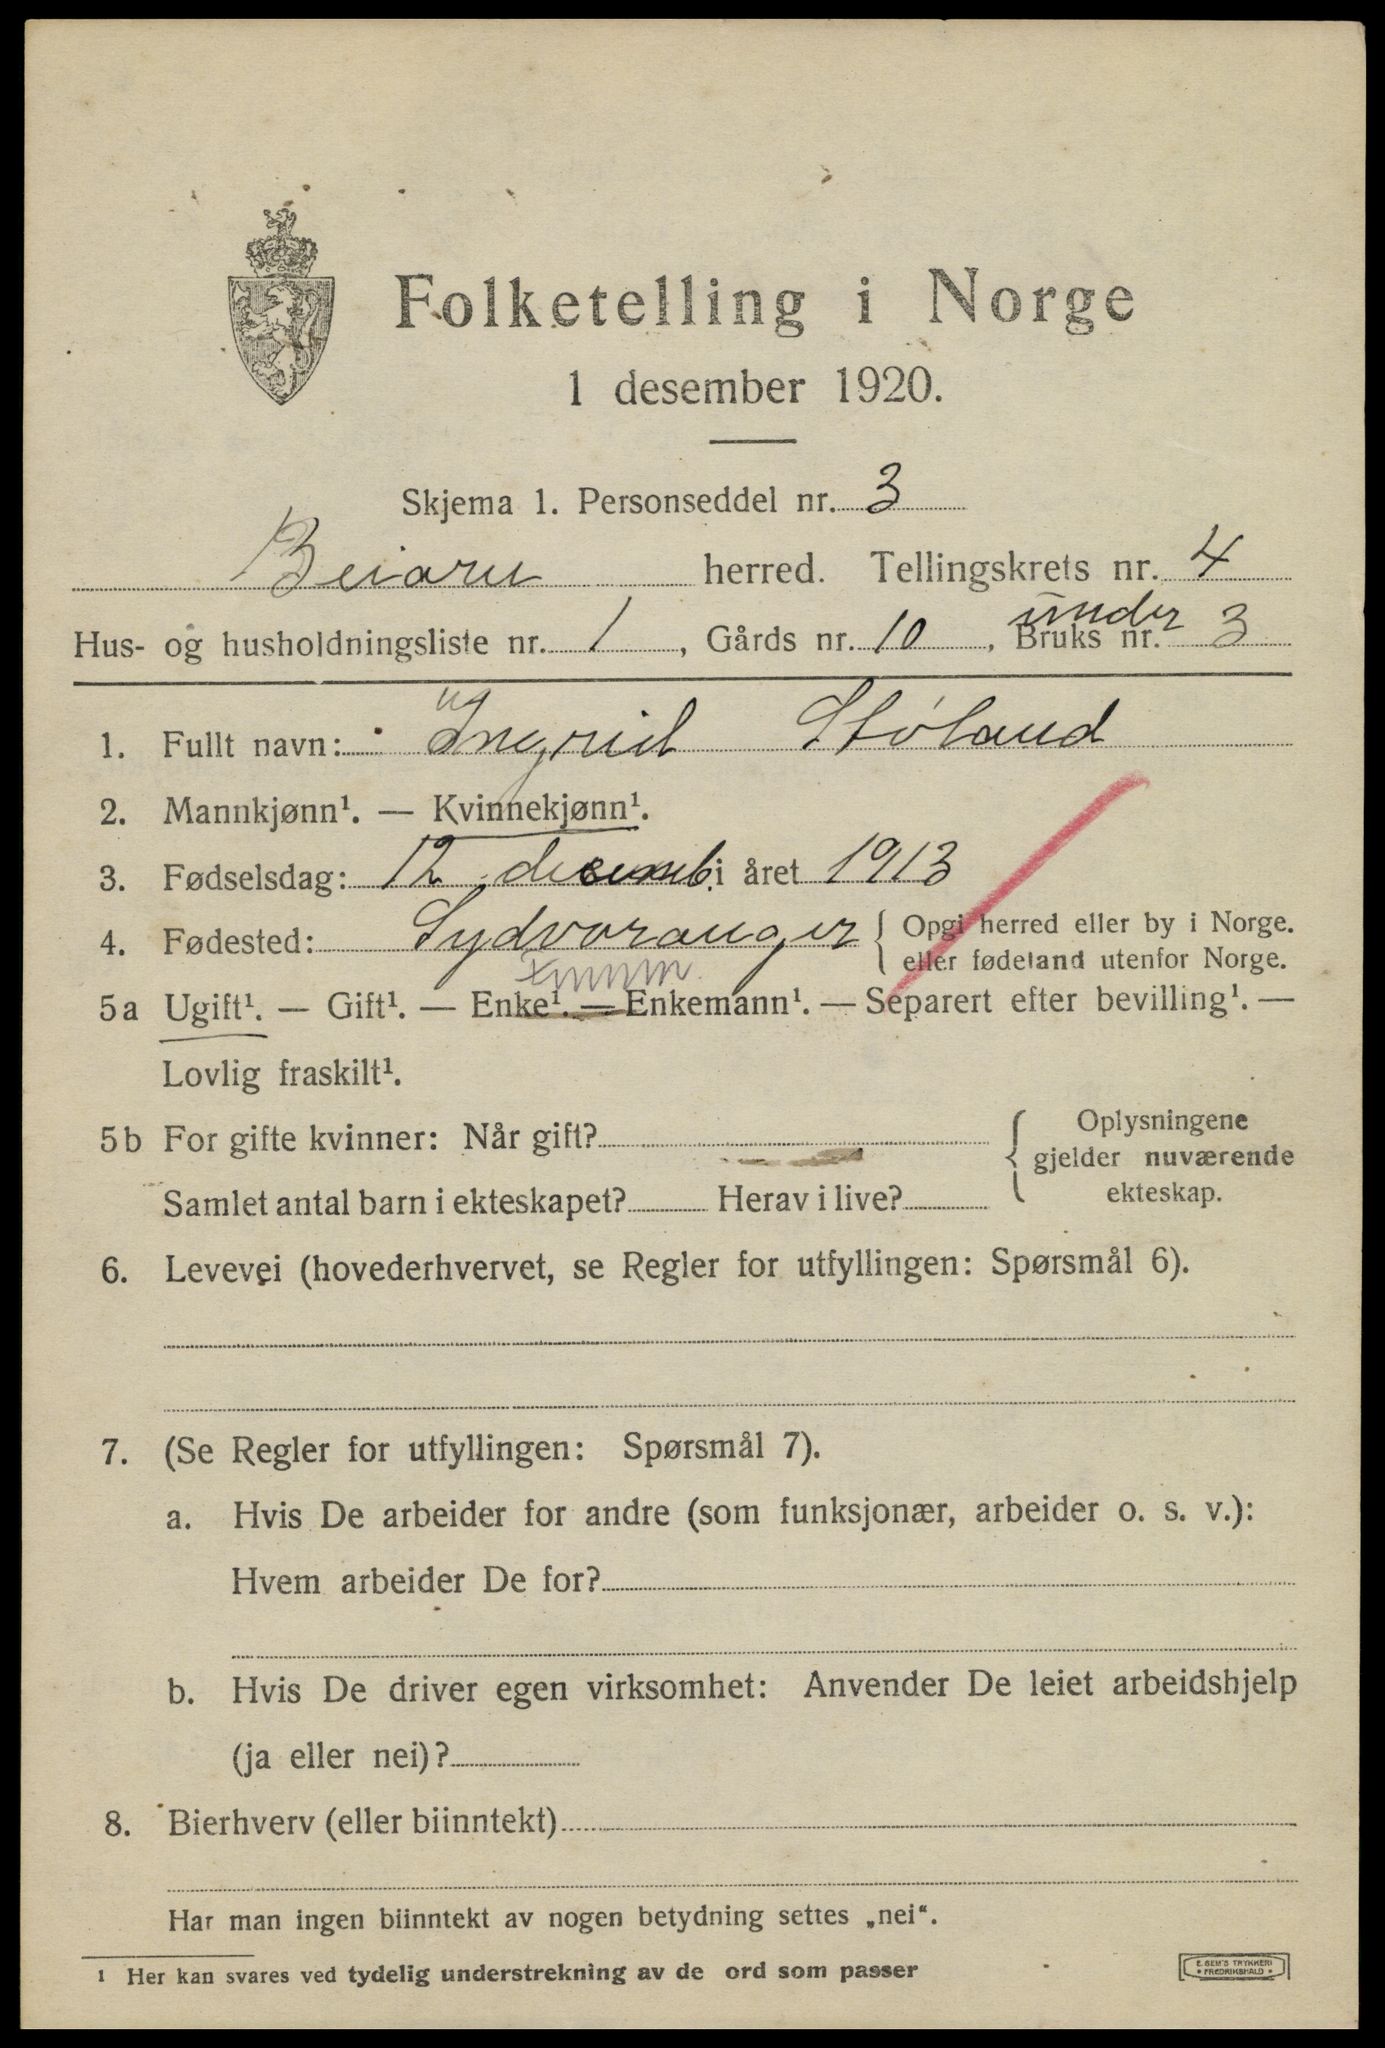 Folketelling i Norge
1 desember 1920.
Skjema 1. Personseddel nr. 3
Beiarn herred. Tellingskrets nr. 4
under
Hus- og husholdningsliste nr. 1, Gårds nr. 10, Bruks nr. 3
ug
1. Fullt navn: Ingrid Støland
2. Mannkjønn¹. — Kvinnekjønn¹.
3. Fødselsdag: 12 desemb. i året 1913
4. Fødested: Sydvaranger { Opgi herred eller by i Norge.
eller fødeland utenfor Norge.
5a Ugift¹. — Gift¹. — Enke¹. — Enkemann¹. — Separert efter bevilling¹. —
Lovlig fraskilt¹.
5b For gifte kvinner: Når gift? { Oplysningene
gjelder nuværende
ekteskap.
Samlet antal barn i ekteskapet? Herav i live?
6. Levevei (hovederhvervet, se Regler for utfyllingen: Spørsmål 6).
7. (Se Regler for utfyllingen: Spørsmål 7).
a. Hvis De arbeider for andre (som funksjonær, arbeider o. s. v.):
Hvem arbeider De for?
b. Hvis De driver egen virksomhet: Anvender De leiet arbeidshjelp
(ja eller nei)?
8. Bierhverv (eller biinntekt)
Har man ingen biinntekt av nogen betydning settes „nei“.
1 Her kan svares ved tydelig understrekning av de ord som passer
E. SEM'S TRYKKERI
• FREDRIKSHALD •